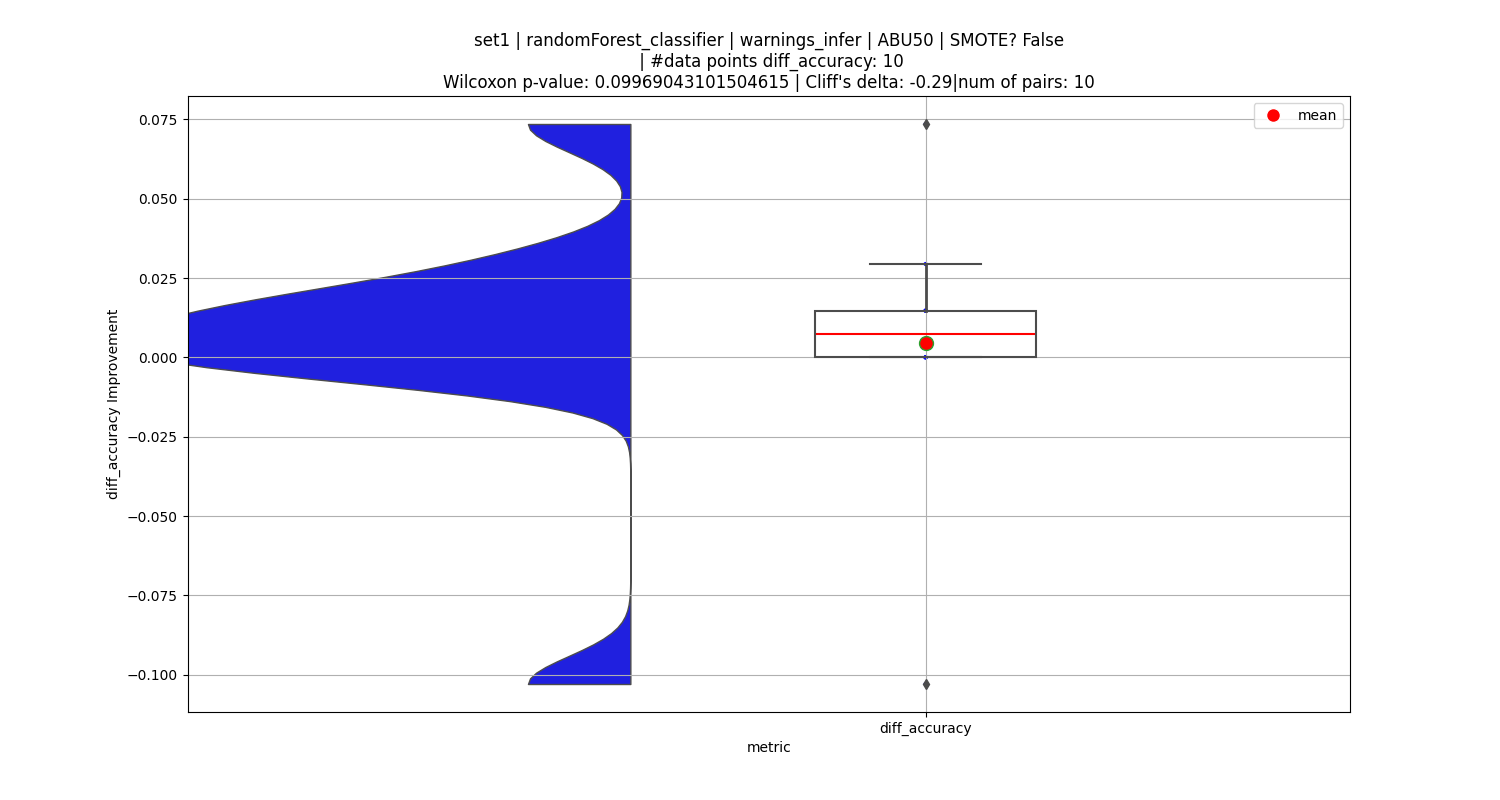 set1 | randomForest_classifier | warnings_infer | ABU50 | SMOTE? False
| #data points diff_accuracy: 10
Wilcoxon p-value: 0.09969043101504615 | Cliff's delta: -0.29|num of pairs: 10
mean
0.075
0.050
0.025
0.000
−0.025
−0.050
−0.075
−0.100
diff_accuracy Improvement
diff_accuracy
metric